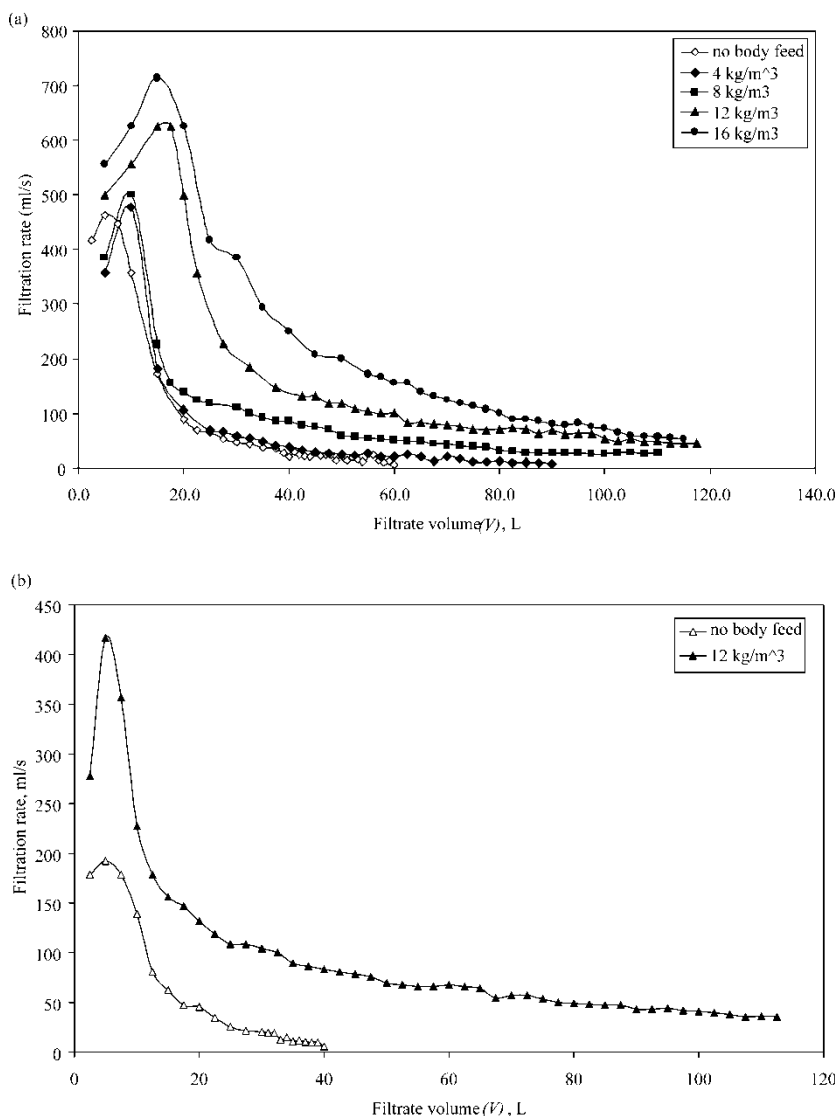 (a)
800
700
600
500
400
300
200
100
0
Filtration rate (ml/s)
no body feed
4 kg/m^3
8 kg/m3
12 kg/m3
16 kg/m3
0.0 20.0 40.0 60.0 80.0 100.0 120.0 140.0
Filtrate volume(V), L
(b)
450
400
350
300
250
200
150
100
50
0
Filtration rate, ml/s
no body feed
12 kg/m^3
0 20 40 60 80 100 120
Filtrate volume(V), L